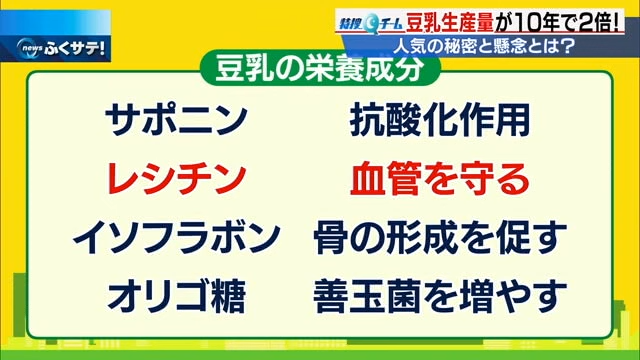 news ふくサテ!
特捜eチーム 豆乳生産量が10年で2倍!
人気の秘密と懸念とは?
豆乳の栄養成分
サポニン 抗酸化作用
レシチン 血管を守る
イソフラボン 骨の形成を促す
オリゴ糖 善玉菌を増やす